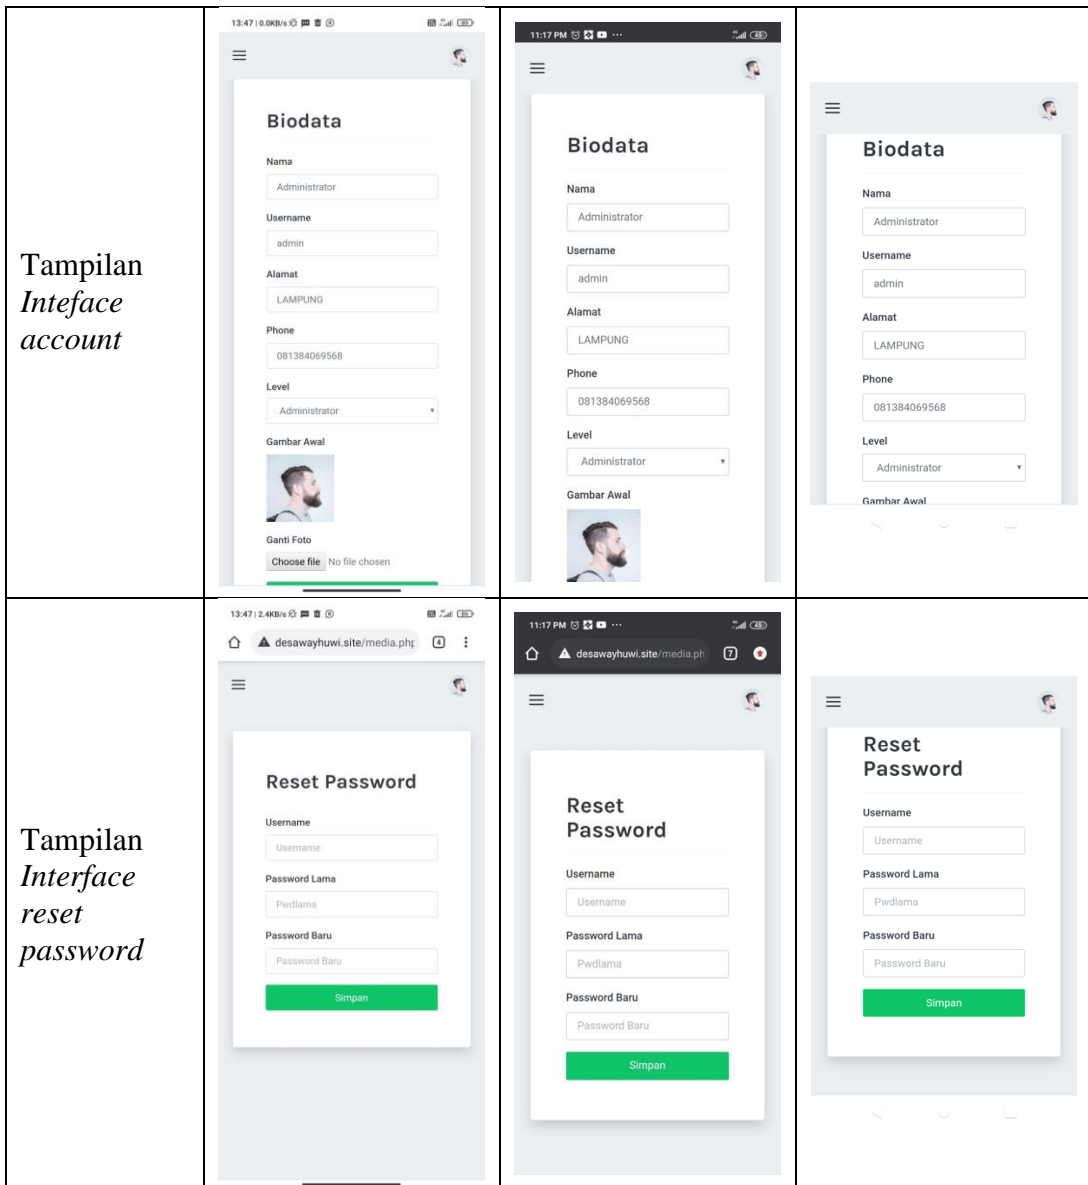 Tampilan
Inteface
account
13:47 | 0.0KB/s
Biodata
Nama
Administrator
Username
admin
Alamat
LAMPUNG
Phone
081384069568
Level
Administrator
Gambar Awal
Ganti Foto
Choose file No file chosen
11:17 PM
Biodata
Nama
Administrator
Username
admin
Alamat
LAMPUNG
Phone
081384069568
Level
Administrator
Gambar Awal
Biodata
Nama
Administrator
Username
admin
Alamat
LAMPUNG
Phone
081384069568
Level
Administrator
Gambar Awal
Tampilan
Interface
reset
password
13:47 | 2.4KB/s
desawayhuwi.site/media.php
4
Reset Password
Username
Username
Password Lama
Pwdlama
Password Baru
Password Baru
Simpan
11:17 PM
desawayhuwi.site/media.ph
7
Reset
Password
Username
Username
Password Lama
Pwdlama
Password Baru
Password Baru
Simpan
Reset
Password
Username
Username
Password Lama
Pwdlama
Password Baru
Password Baru
Simpan